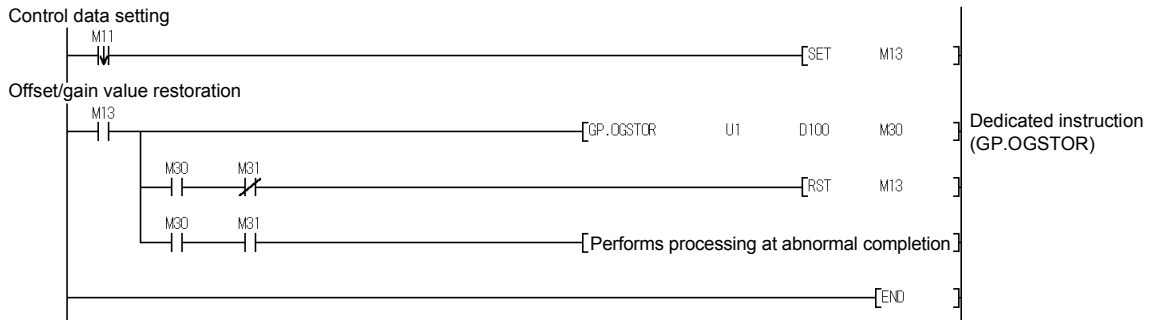 Control data setting
M11
SET M13
Offset/gain value restoration
M13
GP.OGSTOR U1 D100 M30
Dedicated instruction
(GP.OGSTOR)
M30 M31
RST M13
M30 M31
Performs processing at abnormal completion
END